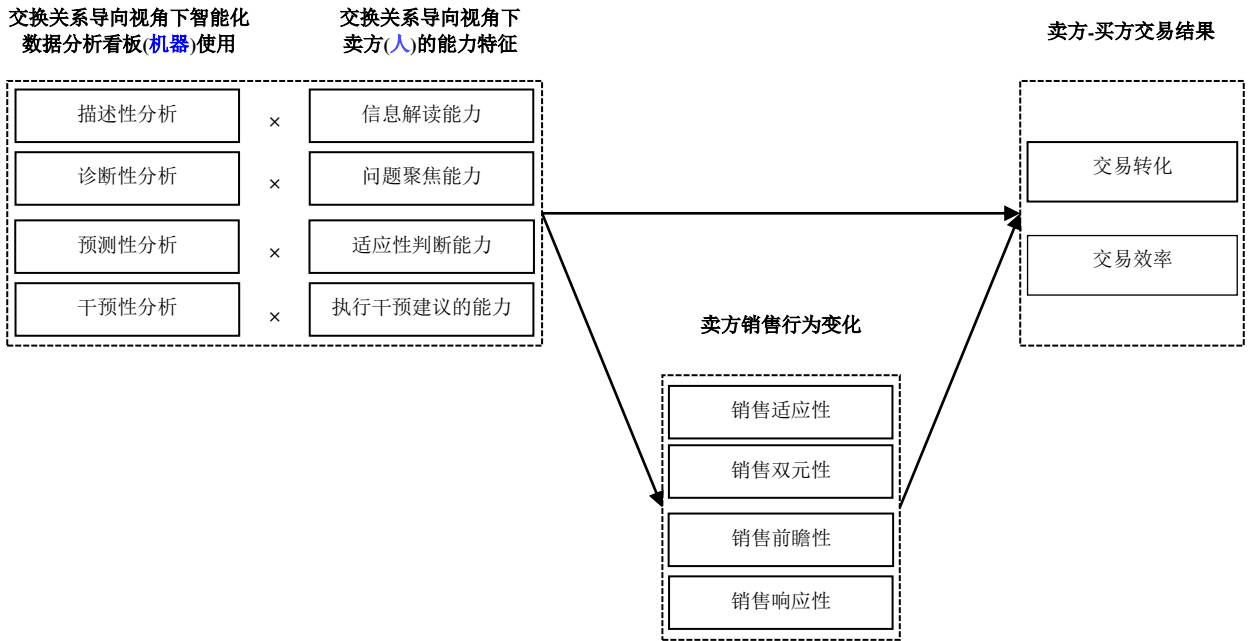 交换关系导向视角下智能化
数据分析看板(机器)使用
交换关系导向视角下
卖方(人)的能力特征
卖方-买方交易结果
描述性分析
×
信息解读能力
诊断性分析
×
问题聚焦能力
预测性分析
×
适应性判断能力
干预性分析
×
执行干预建议的能力
交易转化
交易效率
卖方销售行为变化
销售适应性
销售双元性
销售前瞻性
销售响应性